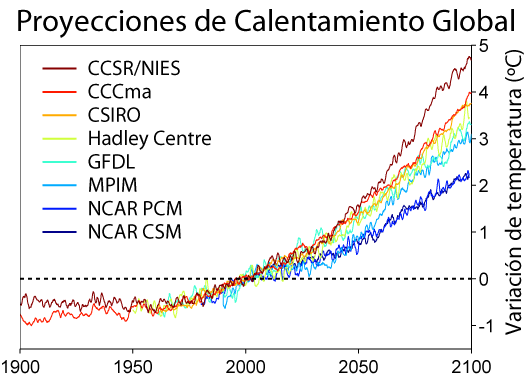 Proyecciones de Calentamiento Global
CCSR/NIES
CCCma
CSIRO
Hadley Centre
GFDL
MPIM
NCAR PCM
NCAR CSM
5
4
3
2
1
0
-1
Variación de temperatura (ºC)
1900
1950
2000
2050
2100